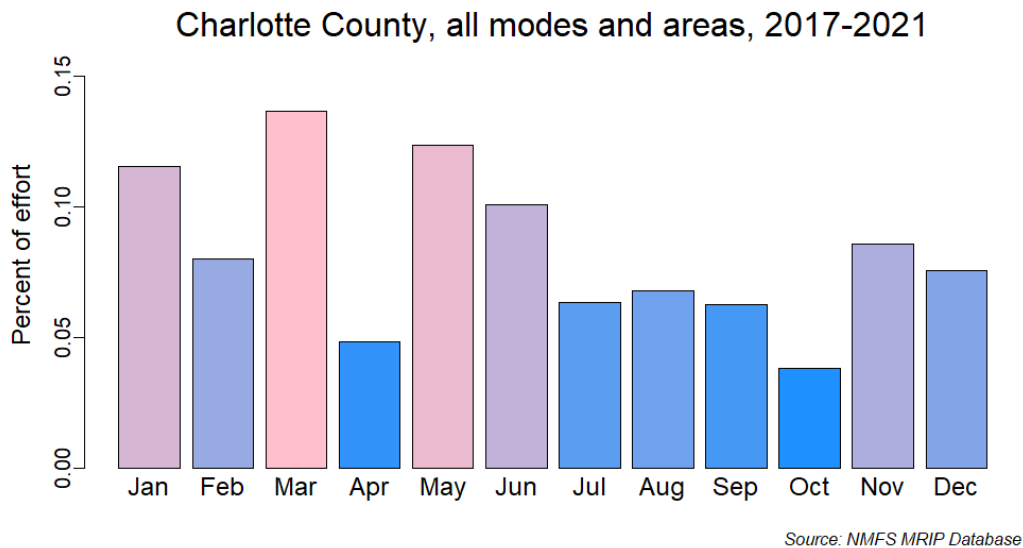 Charlotte County, all modes and areas, 2017-2021
Percent of effort
0.15
0.10
0.05
0.00
Jan Feb Mar Apr May Jun Jul Aug Sep Oct Nov Dec
Source: NMFS MRIP Database